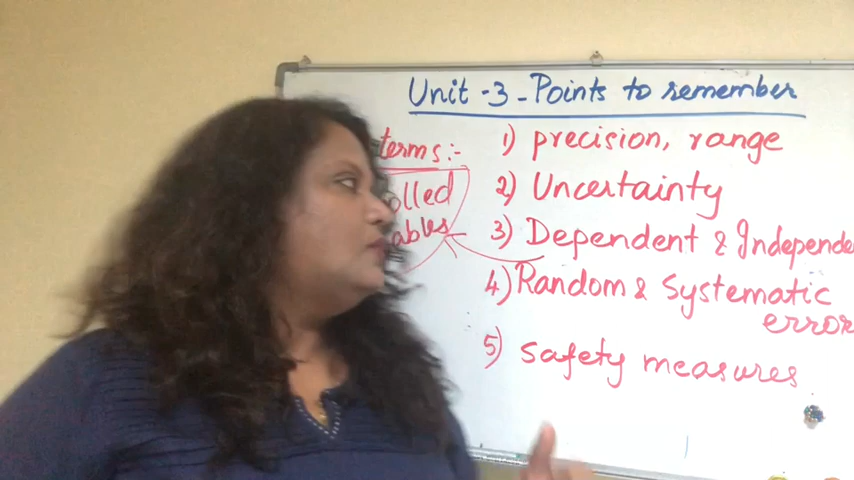 Unit -3 - Points to remember
terms :-
olled
ables
1) precision, range
2) Uncertainty
3) Dependent & Independe
4) Random & Systematic
error
5) safety measures